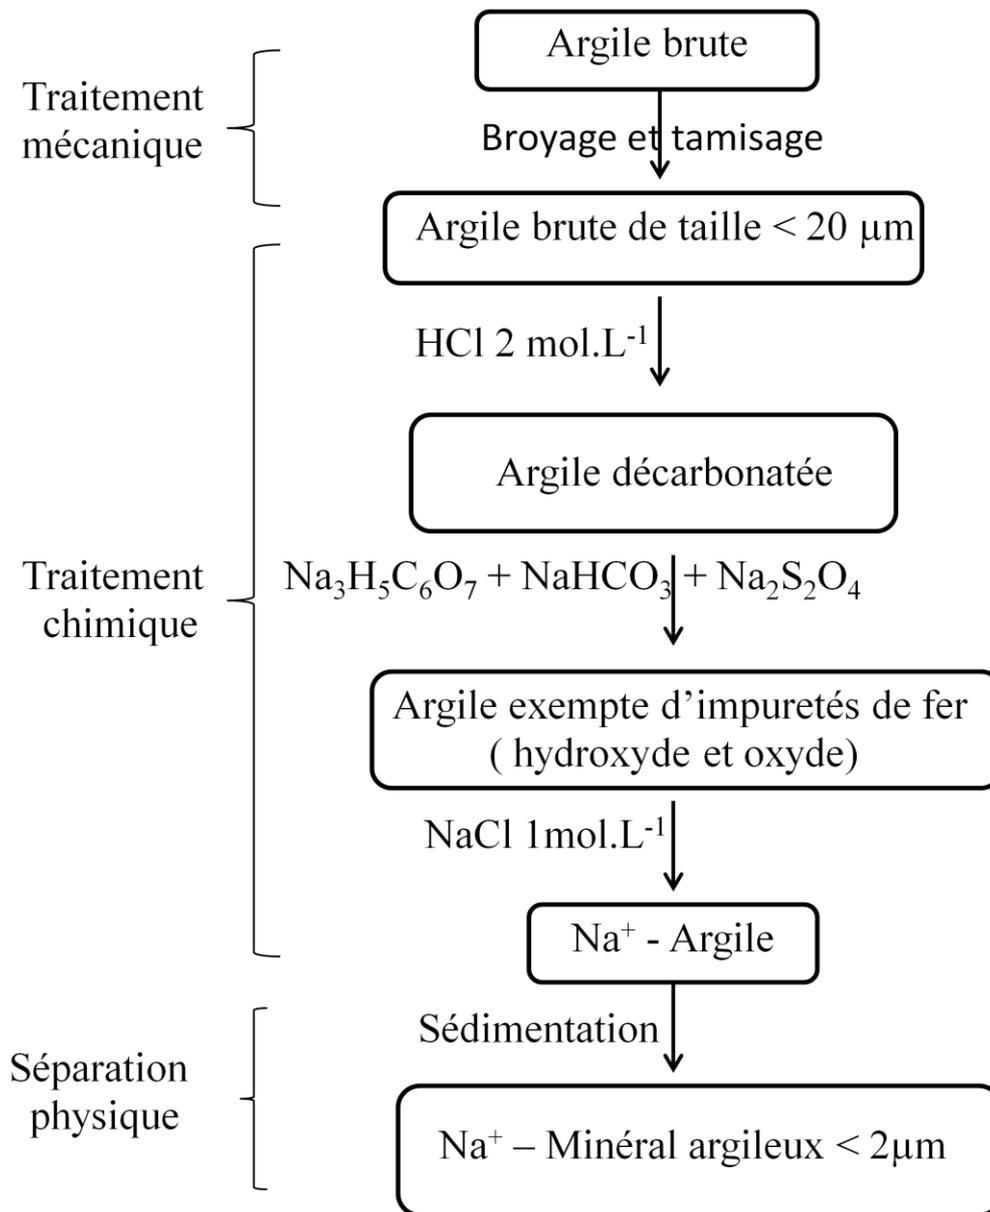 Argile brute
Traitement
mécanique
Broyage et tamisage
Argile brute de taille < 20 µm
HCl 2 mol.L⁻¹
Argile décarbonatée
Traitement
chimique
Na₃H₅C₆O₇ + NaHCO₃ + Na₂S₂O₄
Argile exempte d’impuretés de fer
( hydroxyde et oxyde)
NaCl 1mol.L⁻¹
Na⁺ - Argile
Sédimentation
Séparation
physique
Na⁺ – Minéral argileux < 2µm